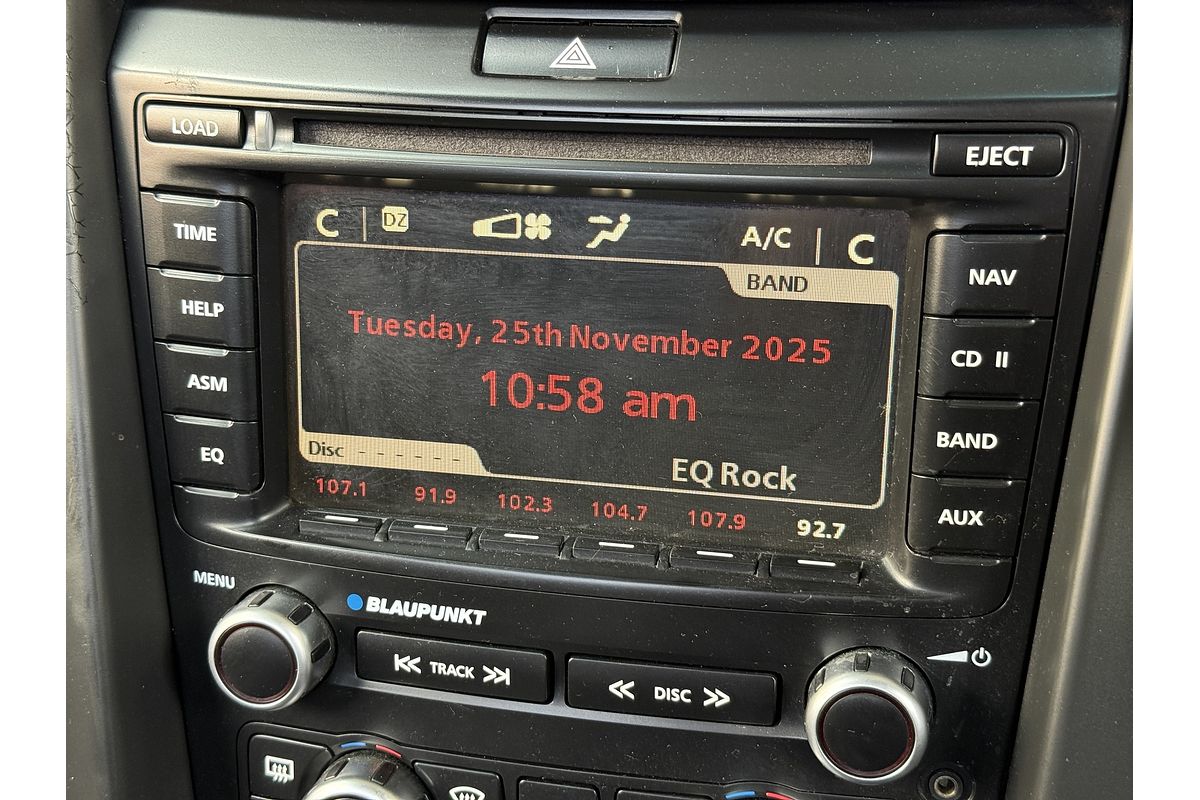 LOAD
EJECT
TIME
C
DZ
A/C
C
NAV
BAND
HELP
Tuesday, 25th November 2025
CD II
ASM
10:58 am
BAND
EQ
Disc - - - - - -
EQ Rock
AUX
107.1 91.9 102.3 104.7 107.9 92.7
MENU
BLAUPUNKT
TRACK
DISC